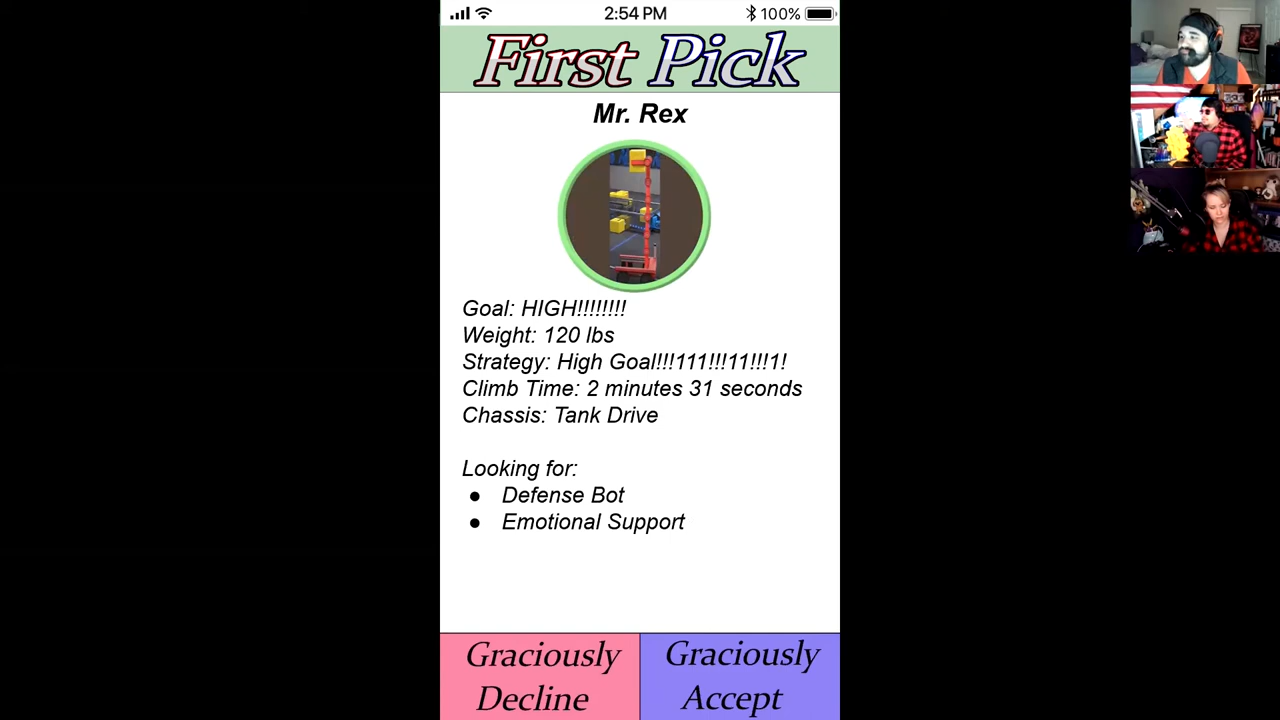 2:54 PM
100%
First Pick
Mr. Rex
Goal: HIGH!!!!!!!!
Weight: 120 lbs
Strategy: High Goal!!!111!!!11!!!1!
Climb Time: 2 minutes 31 seconds
Chassis: Tank Drive
Looking for:
● Defense Bot
● Emotional Support
Graciously
Decline
Graciously
Accept